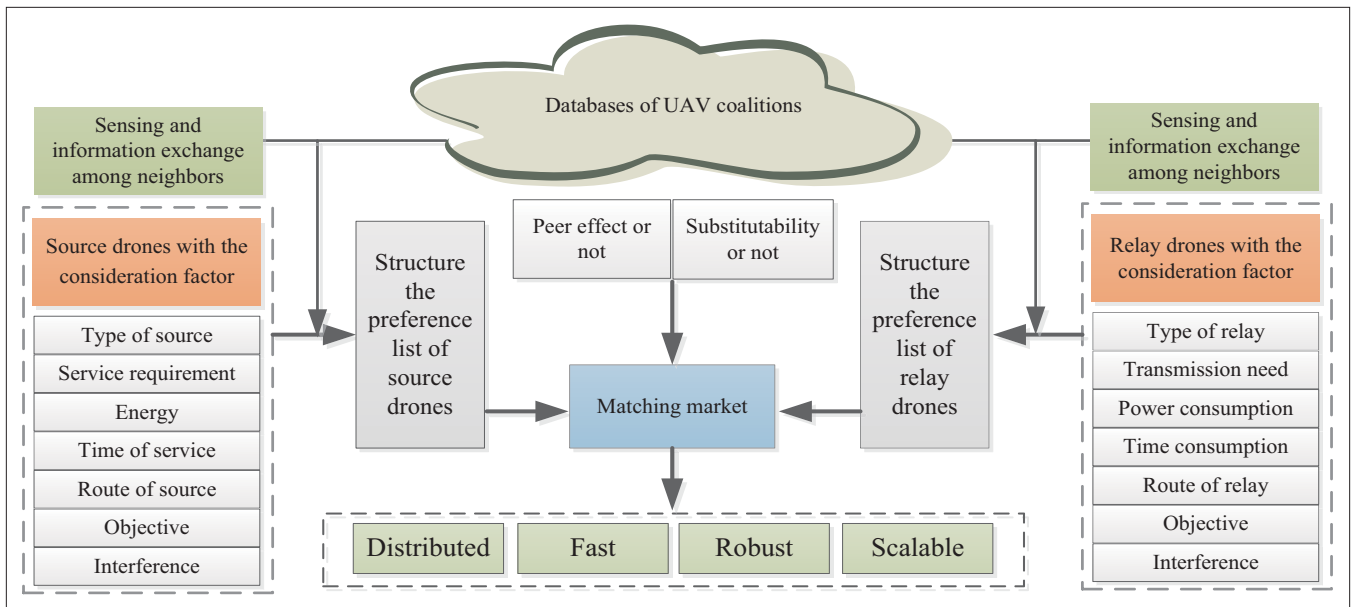 Databases of UAV coalitions
Sensing and
information exchange
among neighbors
Source drones with the
consideration factor
Type of source
Service requirement
Energy
Time of service
Route of source
Objective
Interference
Structure
the
preference
list of
source
drones
Peer effect or
not
Substitutability
or not
Matching market
Structure
the
preference
list of
relay
drones
Sensing and
information exchange
among neighbors
Relay drones with the
consideration factor
Type of relay
Transmission need
Power consumption
Time consumption
Route of relay
Objective
Interference
Distributed
Fast
Robust
Scalable